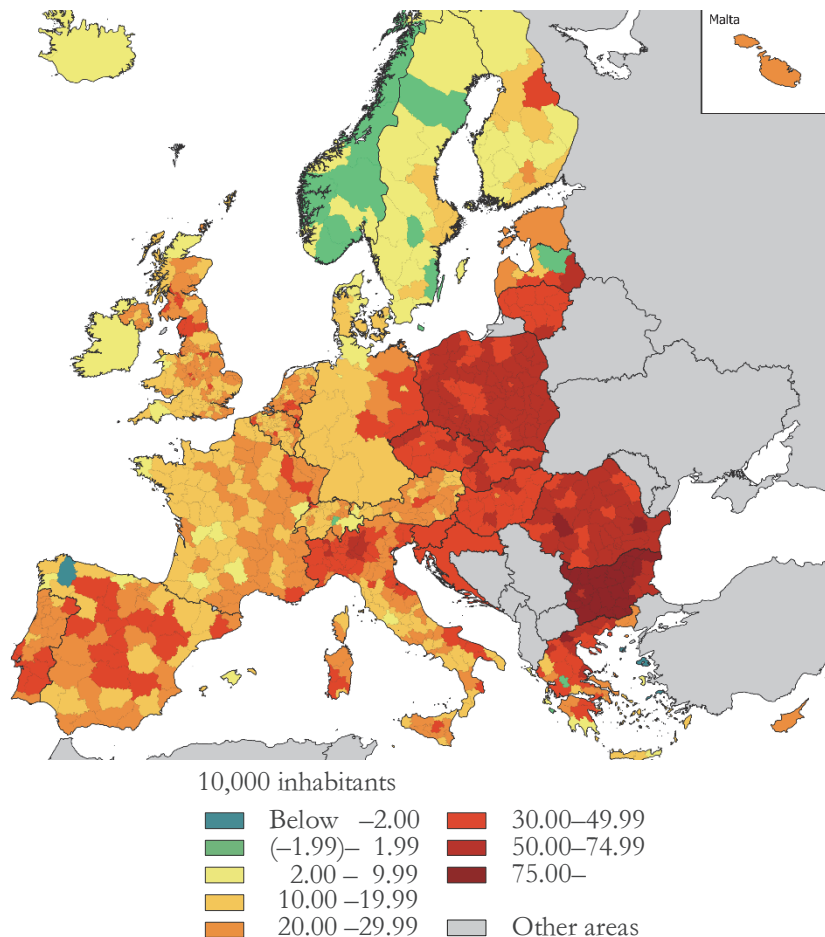 Malta
10,000 inhabitants
Below –2.00
(–1.99)– 1.99
2.00 – 9.99
10.00 –19.99
20.00 –29.99
30.00–49.99
50.00–74.99
75.00–
Other areas